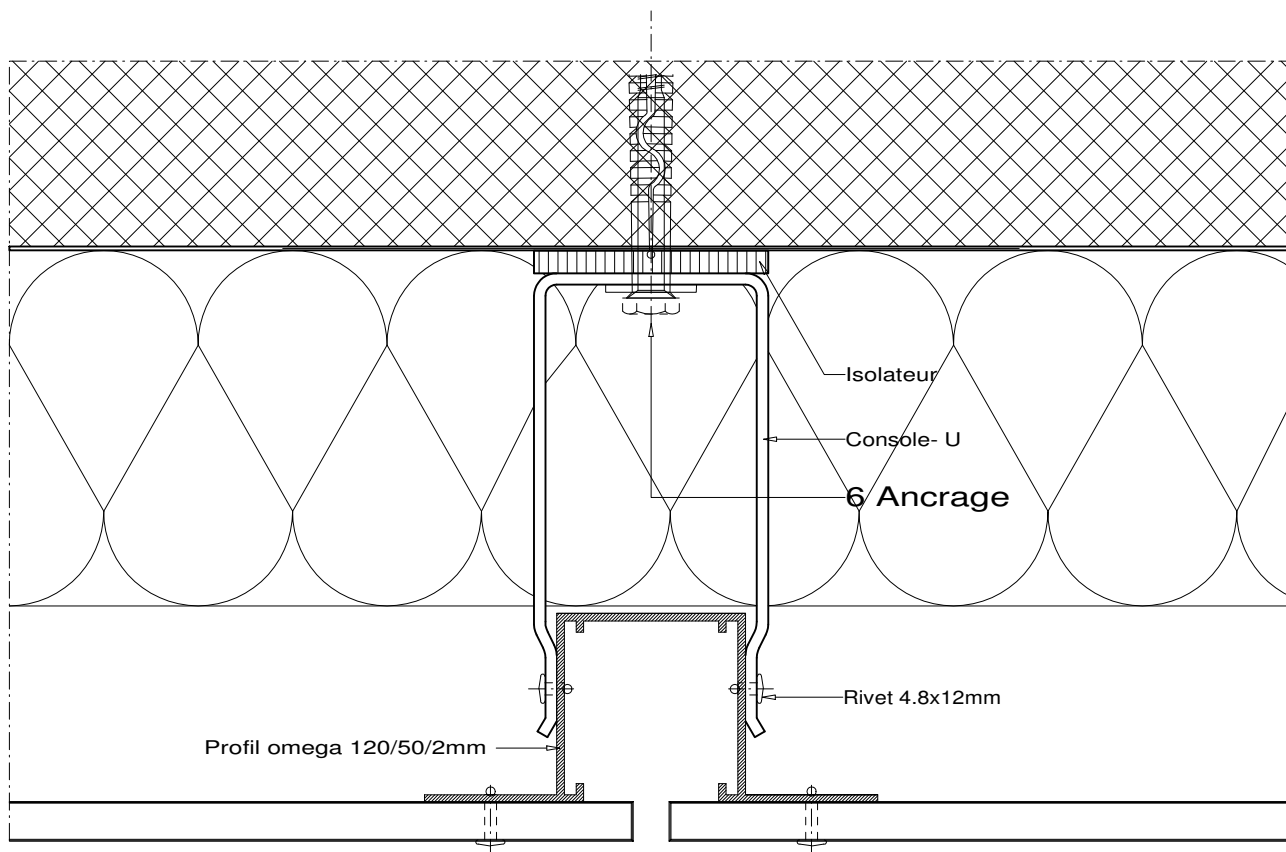 Isolateur
Console- U
6 Ancrage
Rivet 4.8x12mm
Profil omega 120/50/2mm